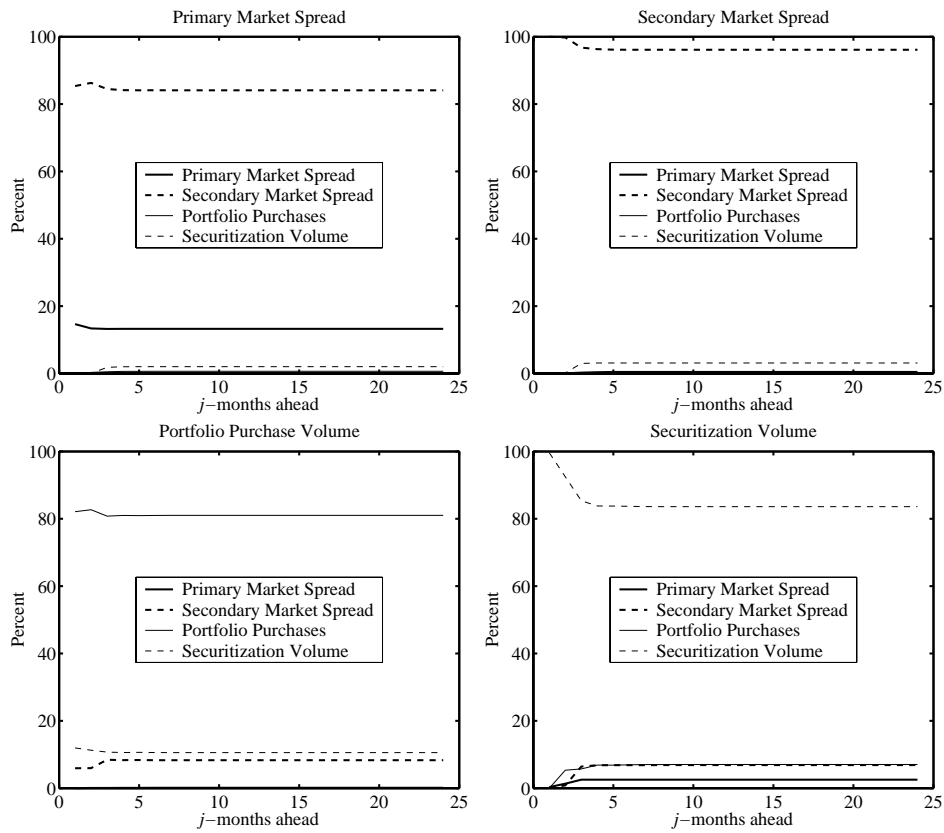 Primary Market Spread
100
80
60
40
20
0
Percent
Primary Market Spread
Secondary Market Spread
Portfolio Purchases
Securitization Volume
0 5 10 15 20 25
j−months ahead
Secondary Market Spread
100
80
60
40
20
0
Percent
Primary Market Spread
Secondary Market Spread
Portfolio Purchases
Securitization Volume
0 5 10 15 20 25
j−months ahead
Portfolio Purchase Volume
100
80
60
40
20
0
Percent
Primary Market Spread
Secondary Market Spread
Portfolio Purchases
Securitization Volume
0 5 10 15 20 25
j−months ahead
Securitization Volume
100
80
60
40
20
0
Percent
Primary Market Spread
Secondary Market Spread
Portfolio Purchases
Securitization Volume
0 5 10 15 20 25
j−months ahead